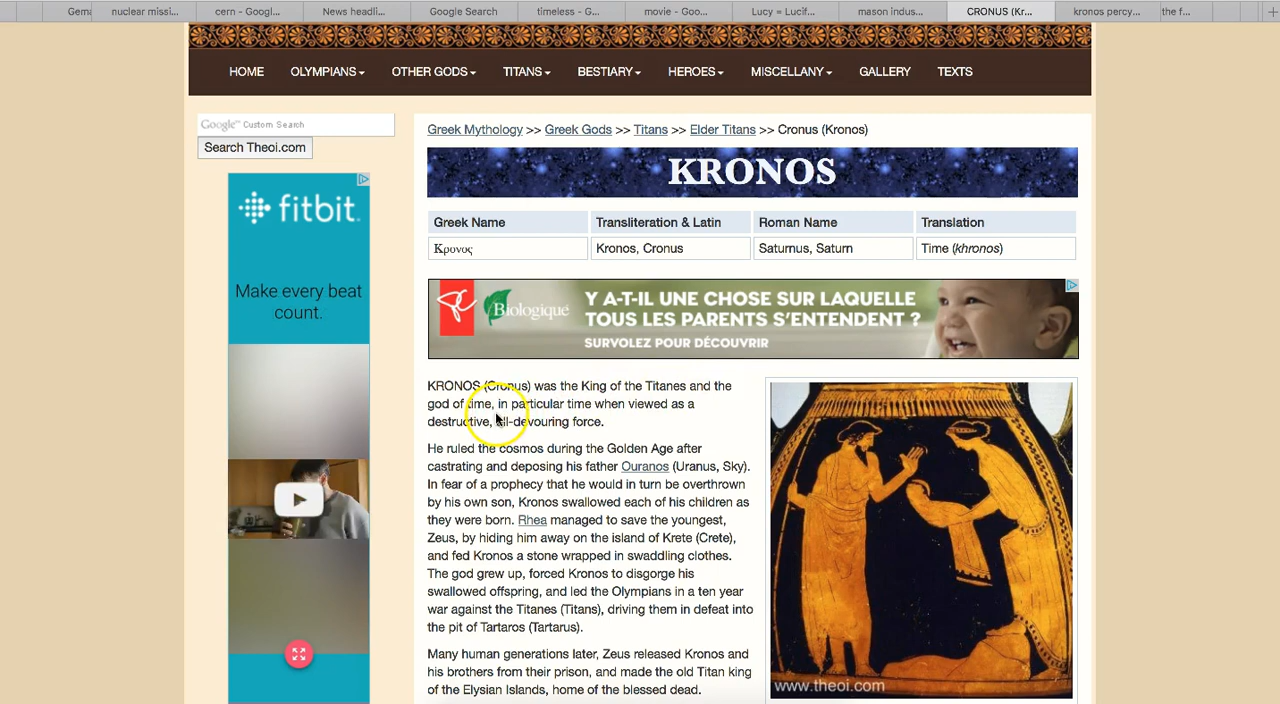 Gema
nuclear missi...
cern - Googl...
News headli...
Google Search
timeless - G...
movie - Goo...
Lucy = Lucif...
mason indus...
CRONUS (Kr...
kronos percy...
the f...
HOME
OLYMPIANS
OTHER GODS
TITANS
BESTIARY
HEROES
MISCELLANY
GALLERY
TEXTS
Google™ Custom Search
Search Theoi.com
fitbit.
Make every beat
count.
Greek Mythology >> Greek Gods >> Titans >> Elder Titans >> Cronus (Kronos)
KRONOS
Greek Name
Transliteration & Latin
Roman Name
Translation
Κρονος
Kronos, Cronus
Saturnus, Saturn
Time (khronos)
PC
Biologique
Y A-T-IL UNE CHOSE SUR LAQUELLE
TOUS LES PARENTS S'ENTENDENT ?
SURVOLEZ POUR DÉCOUVRIR
KRONOS (Cronus) was the King of the Titanes and the
god of time, in particular time when viewed as a
destructive, all-devouring force.
He ruled the cosmos during the Golden Age after
castrating and deposing his father Ouranos (Uranus, Sky).
In fear of a prophecy that he would in turn be overthrown
by his own son, Kronos swallowed each of his children as
they were born. Rhea managed to save the youngest,
Zeus, by hiding him away on the island of Krete (Crete),
and fed Kronos a stone wrapped in swaddling clothes.
The god grew up, forced Kronos to disgorge his
swallowed offspring, and led the Olympians in a ten year
war against the Titanes (Titans), driving them in defeat into
the pit of Tartaros (Tartarus).
Many human generations later, Zeus released Kronos and
his brothers from their prison, and made the old Titan king
of the Elysian Islands, home of the blessed dead.
www.theoi.com